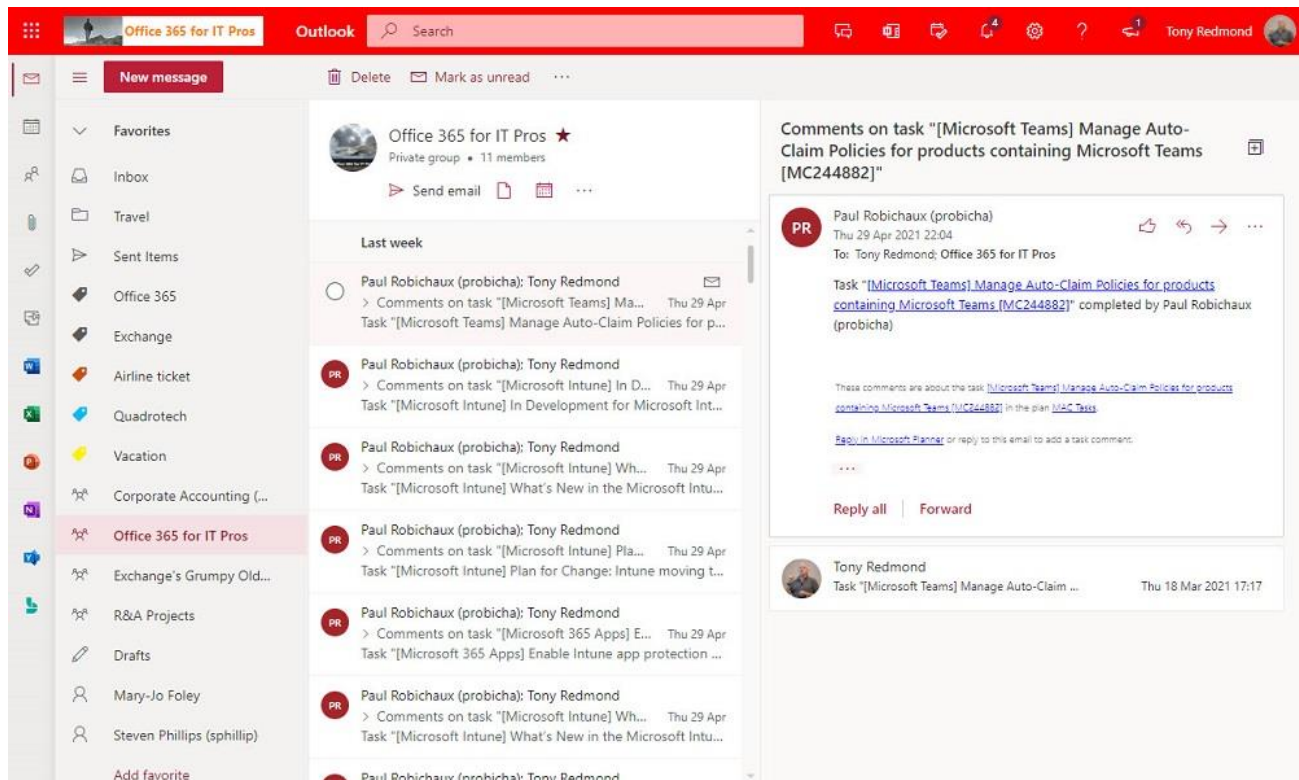 Office 365 for IT Pros
Outlook
Search
4
?
1
Tony Redmond
New message
Delete
Mark as unread
...
Favorites
Inbox
Travel
Sent Items
Office 365
Exchange
Airline ticket
Quadrotech
Vacation
Corporate Accounting (...
Office 365 for IT Pros
Exchange's Grumpy Old...
R&A Projects
Drafts
Mary-Jo Foley
Steven Phillips (sphillip)
Add favorite
Office 365 for IT Pros ★
Private group • 11 members
Send email
...
Last week
Paul Robichaux (probicha); Tony Redmond
> Comments on task "[Microsoft Teams] Ma... Thu 29 Apr
Task "[Microsoft Teams] Manage Auto-Claim Policies for p...
PR
Paul Robichaux (probicha); Tony Redmond
> Comments on task "[Microsoft Intune] In D... Thu 29 Apr
Task "[Microsoft Intune] In Development for Microsoft Int...
PR
Paul Robichaux (probicha); Tony Redmond
> Comments on task "[Microsoft Intune] Wh... Thu 29 Apr
Task "[Microsoft Intune] What's New in the Microsoft Intu...
PR
Paul Robichaux (probicha); Tony Redmond
> Comments on task "[Microsoft Intune] Pla... Thu 29 Apr
Task "[Microsoft Intune] Plan for Change: Intune moving t...
PR
Paul Robichaux (probicha); Tony Redmond
> Comments on task "[Microsoft 365 Apps] E... Thu 29 Apr
Task "[Microsoft 365 Apps] Enable Intune app protection ...
PR
Paul Robichaux (probicha); Tony Redmond
> Comments on task "[Microsoft Intune] Wh... Thu 29 Apr
Task "[Microsoft Intune] What's New in the Microsoft Intu...
Paul Robichaux (probicha); Tony Redmond
Comments on task "[Microsoft Teams] Manage Auto-
Claim Policies for products containing Microsoft Teams
[MC244882]"
PR
Paul Robichaux (probicha)
Thu 29 Apr 2021 22:04
To: Tony Redmond; Office 365 for IT Pros
...
Task "[Microsoft Teams] Manage Auto-Claim Policies for products
containing Microsoft Teams [MC244882]" completed by Paul Robichaux
(probicha)
These comments are about the task [Microsoft Teams] Manage Auto-Claim Policies for products
containing Microsoft Teams [MC244882] in the plan MAC Tasks.
Reply in Microsoft Planner or reply to this email to add a task comment.
...
Reply all
Forward
Tony Redmond
Task "[Microsoft Teams] Manage Auto-Claim ... Thu 18 Mar 2021 17:17